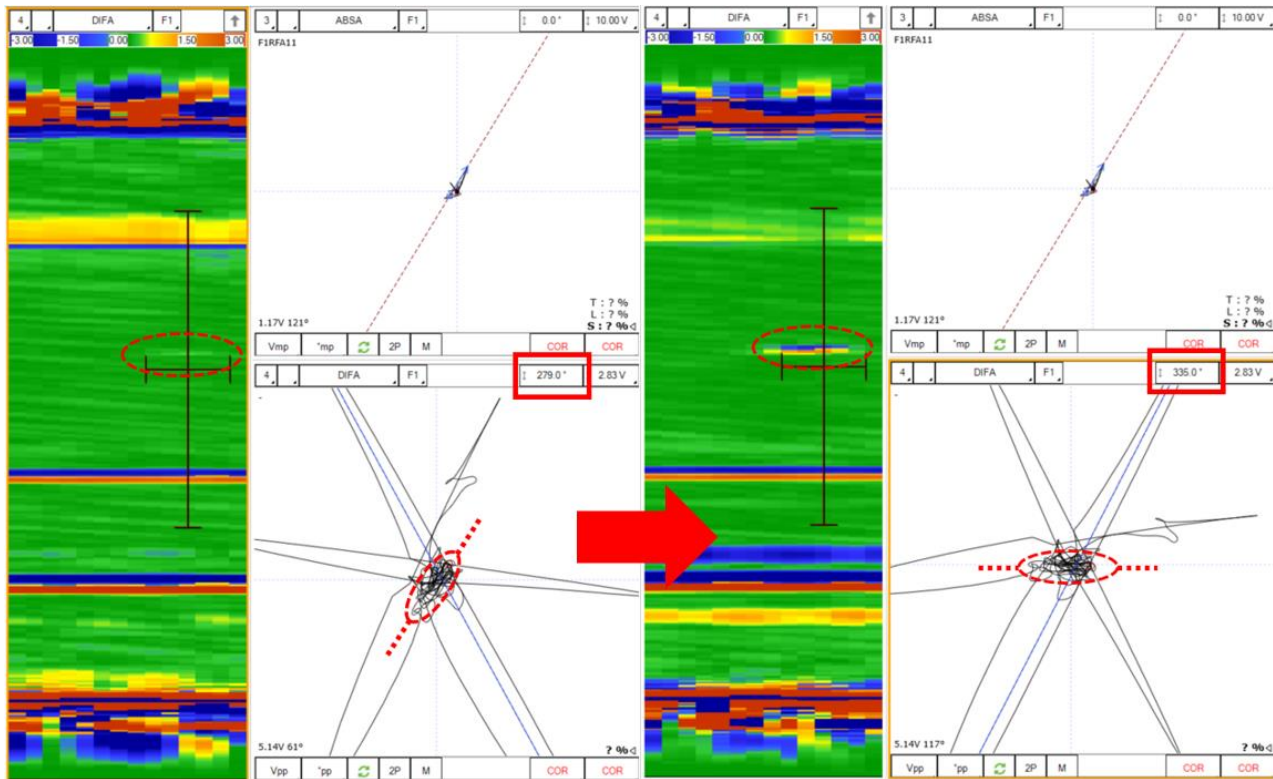 4 DIFA F1
-3.00 -1.50 0.00 1.50 3.00
3 ABSA F1 0.0 ° 10.00 V
F1RFA11
T : ? %
L : ? %
S : ? %
1.17V 121°
Vmp °mp 2P M COR COR
4 DIFA F1 279.0 ° 2.83 V
5.14V 61°
? %
Vpp °pp 2P M COR COR
4 DIFA F1
-3.00 -1.50 0.00 1.50 3.00
3 ABSA F1 0.0 ° 10.00 V
F1RFA11
T : ? %
L : ? %
S : ? %
1.17V 121°
Vmp °mp 2P M COR COR
4 DIFA F1 335.0 ° 2.83 V
5.14V 117°
? %
Vpp °pp 2P M COR COR